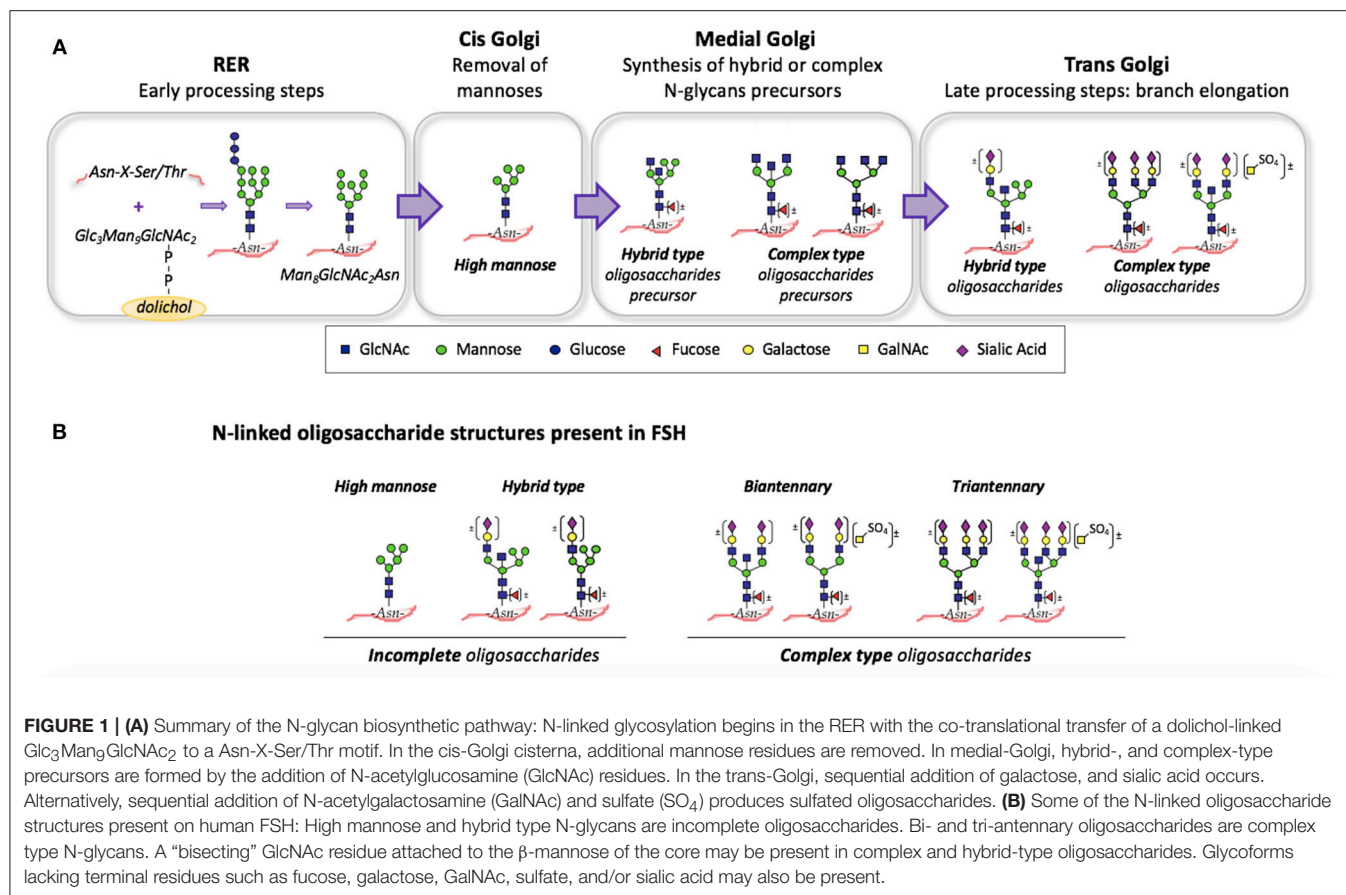 A
RER
Early processing steps
Cis Golgi
Removal of
mannoses
Medial Golgi
Synthesis of hybrid or complex
N-glycans precursors
Trans Golgi
Late processing steps: branch elongation
Asn-X-Ser/Thr
+
Glc3Man9GlcNAc2
P
P
dolichol
-Asn-
-Asn-
Man8GlcNAc2Asn
-Asn-
High mannose
±
-Asn-
Hybrid type
oligosaccharides
precursor
±
±
-Asn-
-Asn-
Complex type
oligosaccharides
precursors
±
±
-Asn-
Hybrid type
oligosaccharides
±
±
SO4
±
±
±
-Asn-
-Asn-
Complex type
oligosaccharides
GlcNAc Mannose Glucose Fucose Galactose GalNAc Sialic Acid
B
N-linked oligosaccharide structures present in FSH
High mannose Hybrid type Biantennary Triantennary
± ± ± ± SO4 ± ± ± SO4 ±
± ± ± ± ± ±
-Asn- -Asn- -Asn- -Asn- -Asn- -Asn- -Asn-
Incomplete oligosaccharides Complex type oligosaccharides
FIGURE 1 | (A) Summary of the N-glycan biosynthetic pathway: N-linked glycosylation begins in the RER with the co-translational transfer of a dolichol-linked
Glc3Man9GlcNAc2 to a Asn-X-Ser/Thr motif. In the cis-Golgi cisterna, additional mannose residues are removed. In medial-Golgi, hybrid-, and complex-type
precursors are formed by the addition of N-acetylglucosamine (GlcNAc) residues. In the trans-Golgi, sequential addition of galactose, and sialic acid occurs.
Alternatively, sequential addition of N-acetylgalactosamine (GalNAc) and sulfate (SO4) produces sulfated oligosaccharides. (B) Some of the N-linked oligosaccharide
structures present on human FSH: High mannose and hybrid type N-glycans are incomplete oligosaccharides. Bi- and tri-antennary oligosaccharides are complex
type N-glycans. A “bisecting” GlcNAc residue attached to the β-mannose of the core may be present in complex and hybrid-type oligosaccharides. Glycoforms
lacking terminal residues such as fucose, galactose, GalNAc, sulfate, and/or sialic acid may also be present.